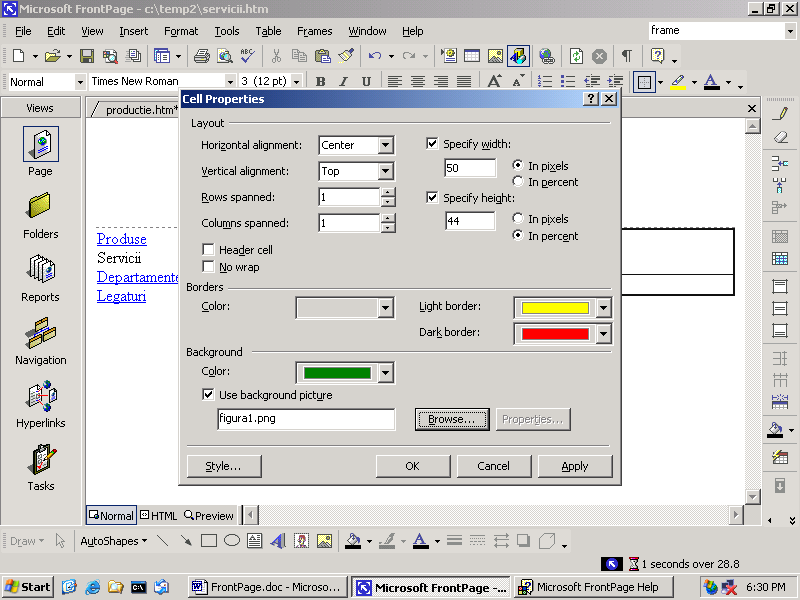 Microsoft FrontPage - c:\temp2\servicii.htm
File Edit View Insert Format Tools Table Frames Window Help
frame
Normal Times New Roman 3 (12 pt) B I U
Views
productie.htm*
Page
Folders
Reports
Navigation
Hyperlinks
Tasks
Produse
Servicii
Departamente
Legaturi
Cell Properties
Layout
Horizontal alignment: Center Specify width:
50 In pixels
Vertical alignment: Top
In percent
Rows spanned: 1 Specify height:
44 In pixels
Columns spanned: 1
In percent
Header cell
No wrap
Borders
Color: Light border:
Dark border:
Background
Color:
Use background picture
figura1.png Browse... Properties...
Style... OK Cancel Apply
Normal HTML Preview
Draw AutoShapes
1 seconds over 28.8
Start FrontPage.doc - Microso... Microsoft FrontPage -... Microsoft FrontPage Help 6:30 PM